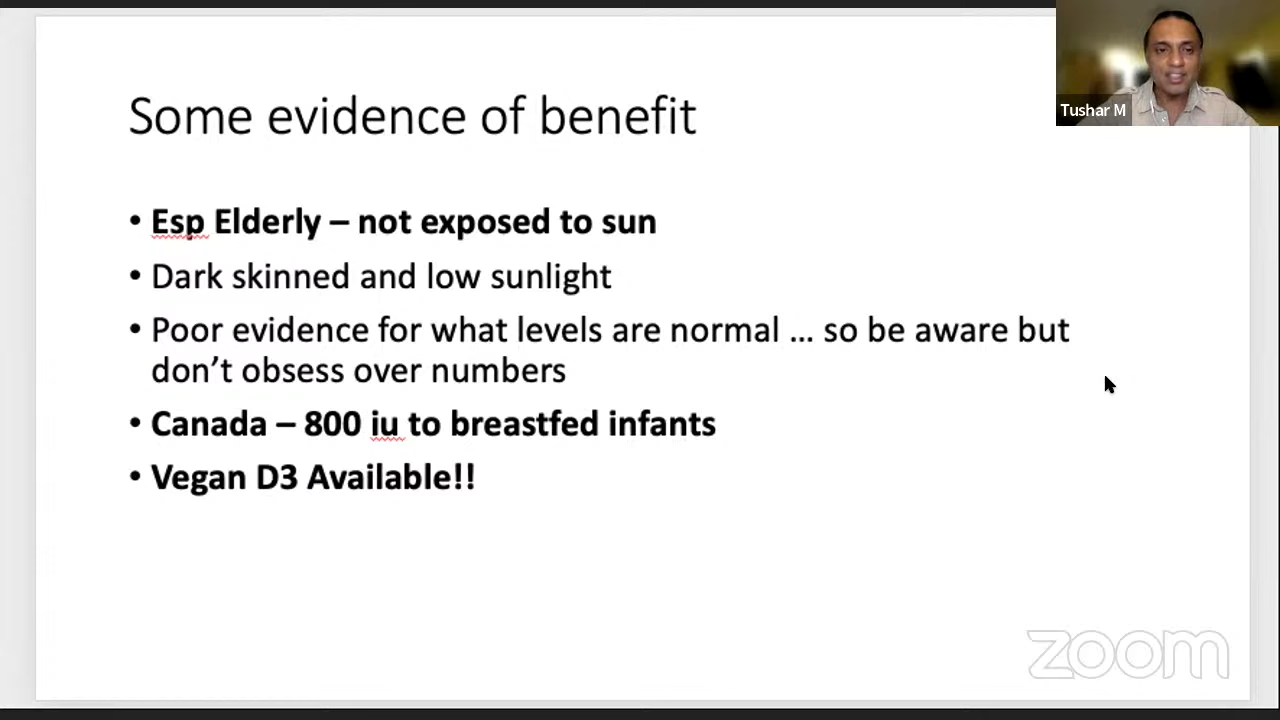 Some evidence of benefit
Tushar M
• Esp Elderly – not exposed to sun
• Dark skinned and low sunlight
• Poor evidence for what levels are normal … so be aware but
don’t obsess over numbers
• Canada – 800 iu to breastfed infants
• Vegan D3 Available!!
zoom